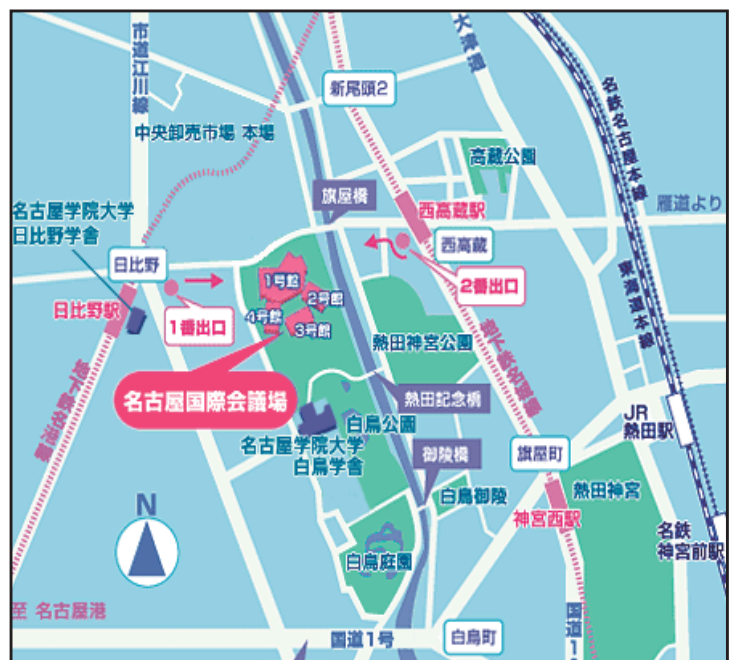 市道江川線
大津通
新尾頭2
名鉄名古屋本線
中央卸売市場 本場
高蔵公園
旗屋橋
西高蔵駅
雁道より
名古屋学院大学
日比野学舎
西高蔵
日比野
東海道本線
1号館
2号館
2番出口
日比野駅
4号館
3号館
1番出口
熱田神宮公園
地下鉄名城線
地下鉄名港線
名古屋国際会議場
熱田記念橋
JR
熱田駅
白鳥公園
名古屋学院大学
白鳥学舎
御陵橋
旗屋町
白鳥御陵
熱田神宮
N
神宮西駅
名鉄
神宮前駅
白鳥庭園
至 名古屋港
国道1号
白鳥町